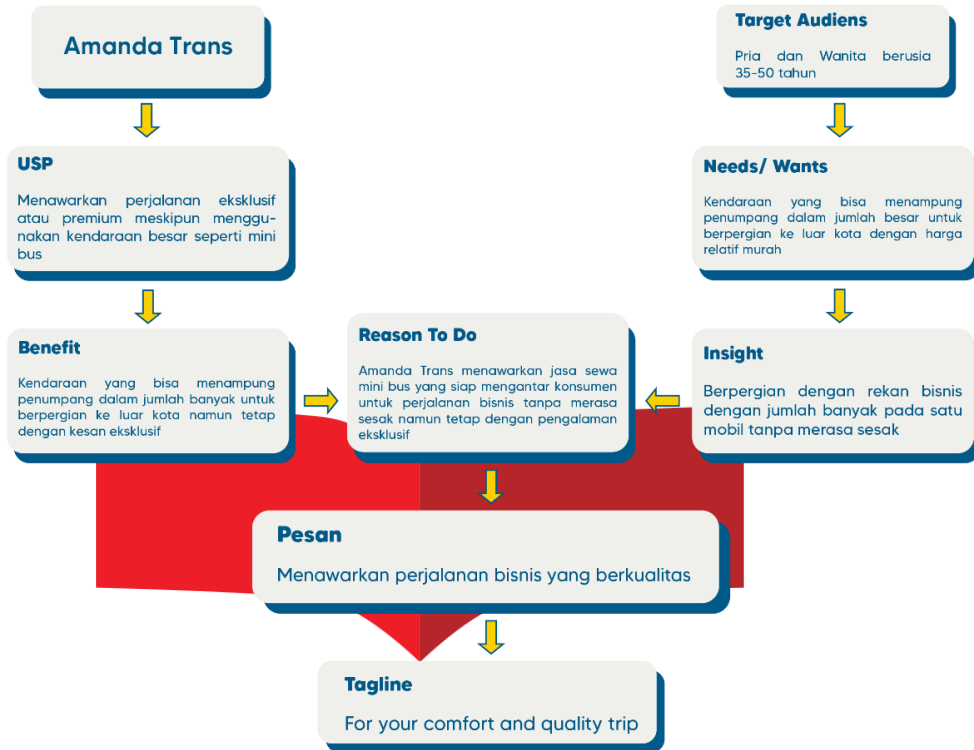 Amanda Trans
Target Audiens
Pria dan Wanita berusia
35-50 tahun
USP
Menawarkan perjalanan eksklusif
atau premium meskipun menggu-
nakan kendaraan besar seperti mini
bus
Needs/ Wants
Kendaraan yang bisa menampung
penumpang dalam jumlah besar untuk
berpergian ke luar kota dengan harga
relatif murah
Benefit
Kendaraan yang bisa menampung
penumpang dalam jumlah banyak untuk
berpergian ke luar kota namun tetap
dengan kesan eksklusif
Reason To Do
Amanda Trans menawarkan jasa sewa
mini bus yang siap mengantar konsumen
untuk perjalanan bisnis tanpa merasa
sesak namun tetap dengan pengalaman
eksklusif
Insight
Berpergian dengan rekan bisnis
dengan jumlah banyak pada satu
mobil tanpa merasa sesak
Pesan
Menawarkan perjalanan bisnis yang berkualitas
Tagline
For your comfort and quality trip